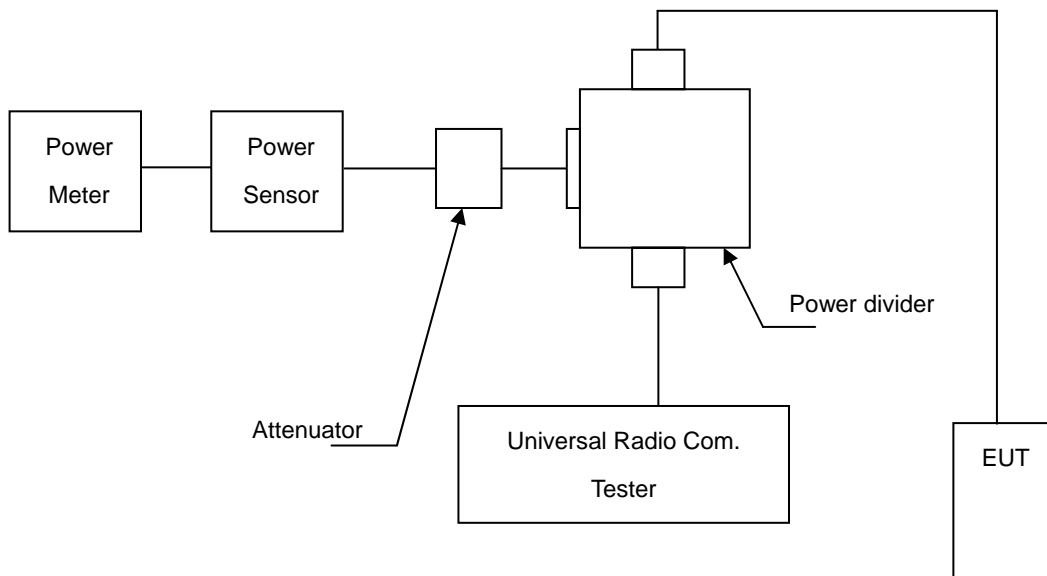 Power
Meter
Power
Sensor
Power divider
Attenuator
Universal Radio Com.
Tester
EUT